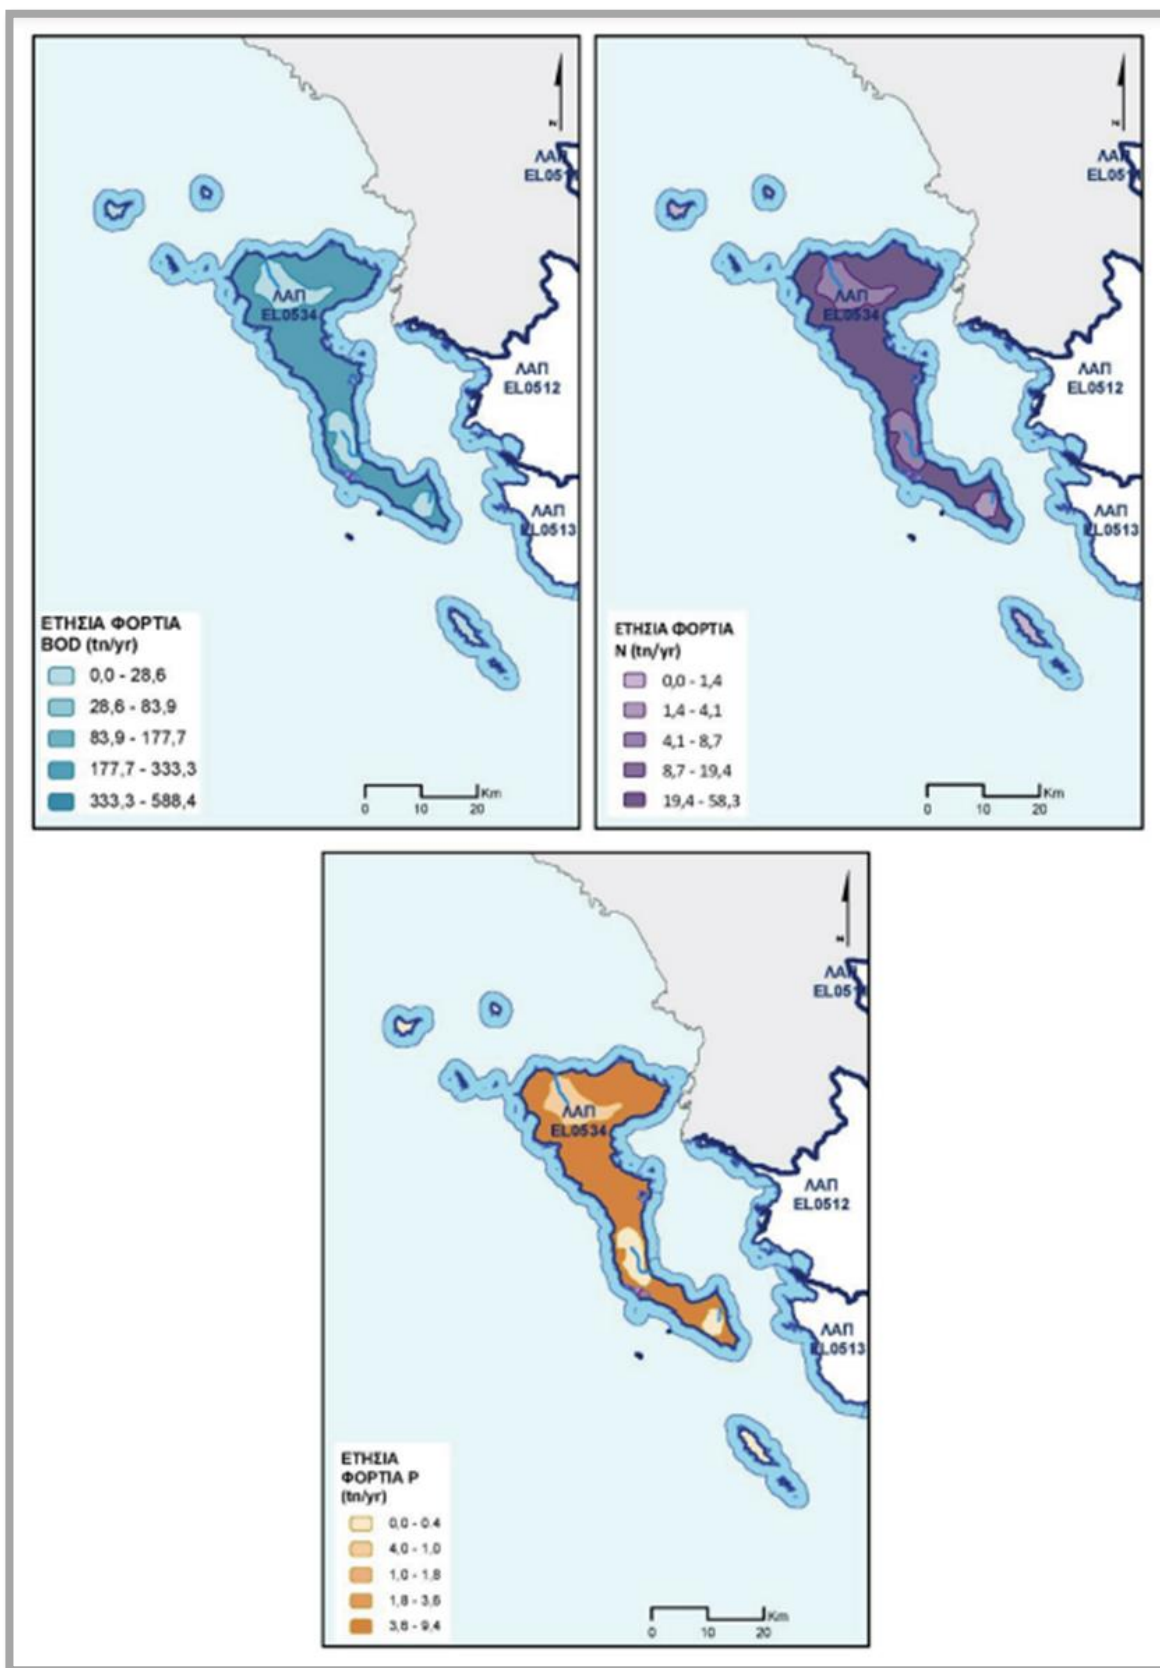 N
ΛΑΠ
EL051
ΛΑΠ
EL0534
ΛΑΠ
EL0512
ΛΑΠ
EL0513
ΕΤΗΣΙΑ ΦΟΡΤΙΑ
BOD (tn/yr)
0,0 - 28,6
28,6 - 83,9
83,9 - 177,7
177,7 - 333,3
333,3 - 588,4
Km
0 10 20
N
ΛΑΠ
EL051
ΛΑΠ
EL0534
ΛΑΠ
EL0512
ΛΑΠ
EL0513
ΕΤΗΣΙΑ ΦΟΡΤΙΑ
N (tn/yr)
0,0 - 1,4
1,4 - 4,1
4,1 - 8,7
8,7 - 19,4
19,4 - 58,3
Km
0 10 20
N
ΛΑΠ
EL051
ΛΑΠ
EL0534
ΛΑΠ
EL0512
ΛΑΠ
EL0513
ΕΤΗΣΙΑ
ΦΟΡΤΙΑ P
(tn/yr)
0,0 - 0.4
4,0 - 1,0
1,0 - 1,8
1,8 - 3,6
3,6 - 9,4
Km
0 10 20